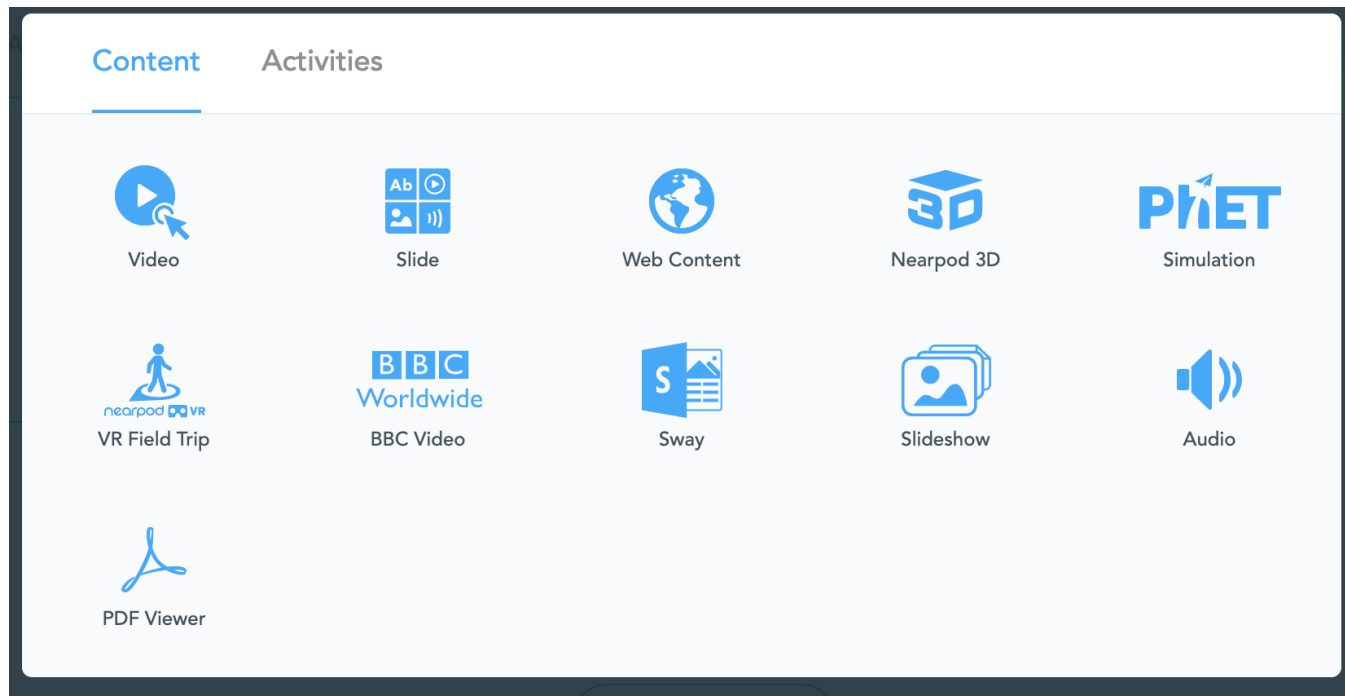 Content Activities
Ab
3D
PhET
Video Slide Web Content Nearpod 3D Simulation
nearpod VR
BBC
Worldwide
S
VR Field Trip BBC Video Sway Slideshow Audio
PDF Viewer